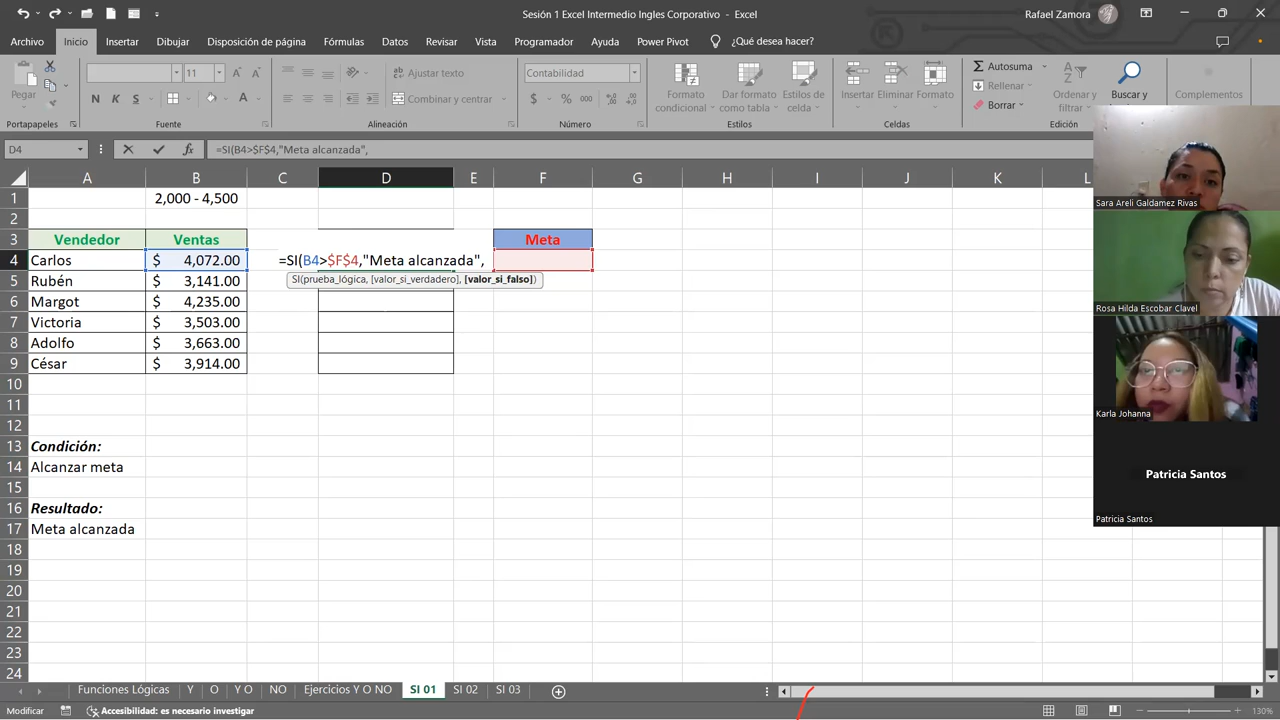 Sesión 1 Excel Intermedio Ingles Corporativo - Excel
Rafael Zamora
Archivo Inicio Insertar Dibujar Disposición de página Fórmulas Datos Revisar Vista Programador Ayuda Power Pivot ¿Qué desea hacer?
Pegar
11
N K S
Ajustar texto
Combinar y centrar
Contabilidad
$ % 000
Formato condicional
Dar formato como tabla
Estilos de celda
Insertar Eliminar Formato
Autosuma
Rellenar
Borrar
Ordenar y filtrar
Buscar y
Complementos
Portapapeles Fuente Alineación Número Estilos Celdas Edición Complementos
D4
fx
=SI(B4>$F$4,"Meta alcanzada",
A B C D E F G H I J K L
1 2,000 - 4,500
2
3 Vendedor Ventas Meta
4 Carlos $ 4,072.00 =SI(B4>$F$4,"Meta alcanzada",
SI(prueba_lógica, [valor_si_verdadero], [valor_si_falso])
5 Rubén $ 3,141.00
6 Margot $ 4,235.00
7 Victoria $ 3,503.00
8 Adolfo $ 3,663.00
9 César $ 3,914.00
10
11
12
13 Condición:
14 Alcanzar meta
15
16 Resultado:
17 Meta alcanzada
18
19
20
21
22
23
24
Sara Areli Galdamez Rivas
Rosa Hilda Escobar Clavel
Karla Johanna
Patricia Santos
Patricia Santos
Funciones Lógicas Y O Y O NO Ejercicios Y O NO SI 01 SI 02 SI 03
Modificar
Accesibilidad: es necesario investigar
130%